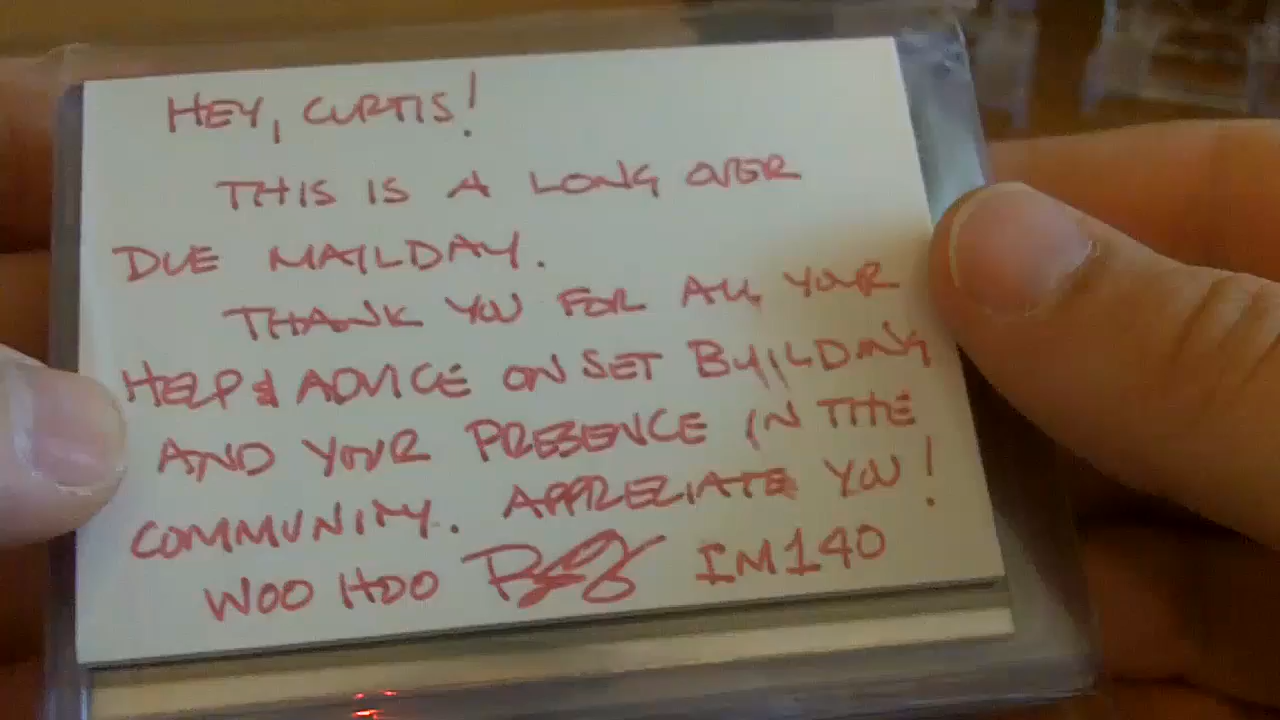 HEY, CURTIS!
THIS IS A LONG OVER
DUE MAILDAY.
THANK YOU FOR ALL YOUR
HELP & ADVICE ON SET BUILDING
AND YOUR PRESENCE IN THE
COMMUNITY. APPRECIATE YOU!
WOO HOO IM140